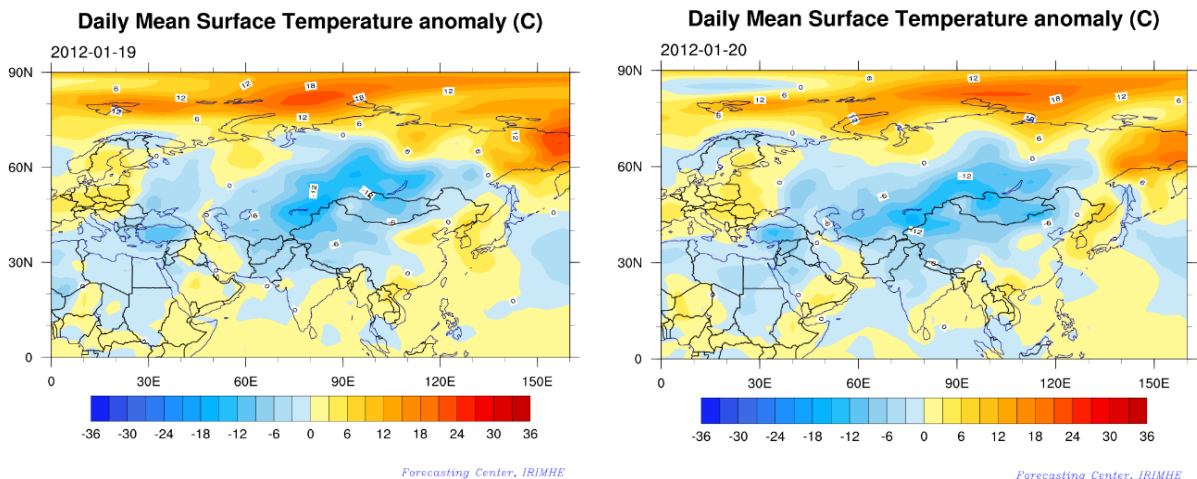 Daily Mean Surface Temperature anomaly (C)
2012-01-19
90N
60N
30N
0
0 30E 60E 90E 120E 150E
-36 -30 -24 -18 -12 -6 0 6 12 18 24 30 36
Forecasting Center, IRIMHE
Daily Mean Surface Temperature anomaly (C)
2012-01-20
90N
60N
30N
0
0 30E 60E 90E 120E 150E
-36 -30 -24 -18 -12 -6 0 6 12 18 24 30 36
Forecasting Center, IRIMHE